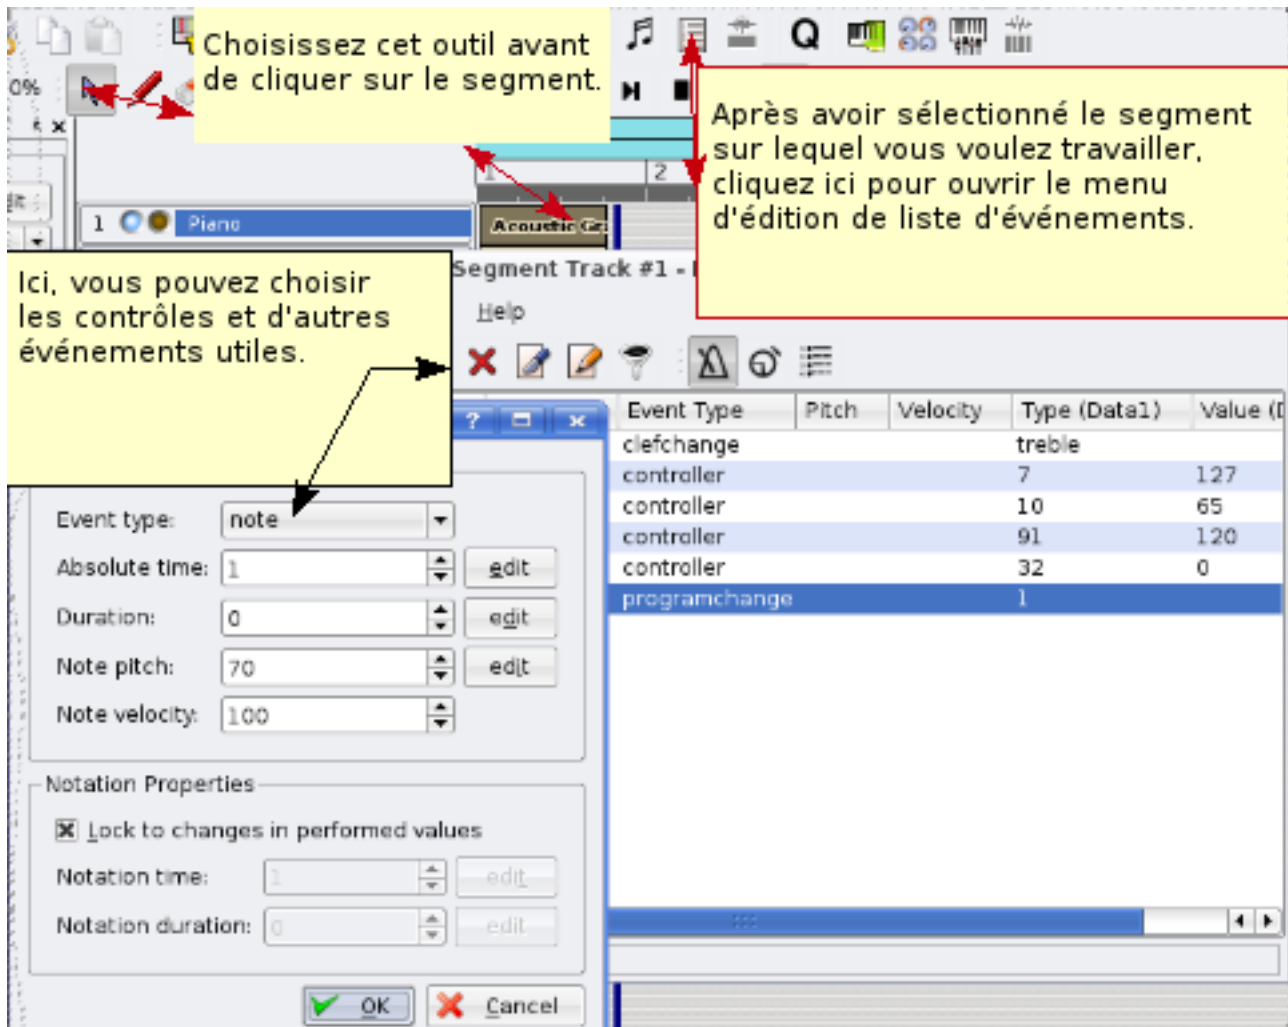 Choisissez cet outil avant
de cliquer sur le segment.
Q
0%
Après avoir sélectionné le segment
sur lequel vous voulez travailler,
cliquez ici pour ouvrir le menu
d'édition de liste d'événements.
1
2
1 Piano
Acoustic
Ici, vous pouvez choisir
les contrôles et d'autres
événements utiles.
Segment Track #1 -
Help
Event Type Pitch Velocity Type (Data1) Value
clefchange treble
controller 7 127
controller 10 65
controller 91 120
controller 32 0
programchange 1
Event type: note
Absolute time: 1 edit
Duration: 0 edit
Note pitch: 70 edit
Note velocity: 100
Notation Properties
Lock to changes in performed values
Notation time: 1 edit
Notation duration: 0 edit
OK Cancel